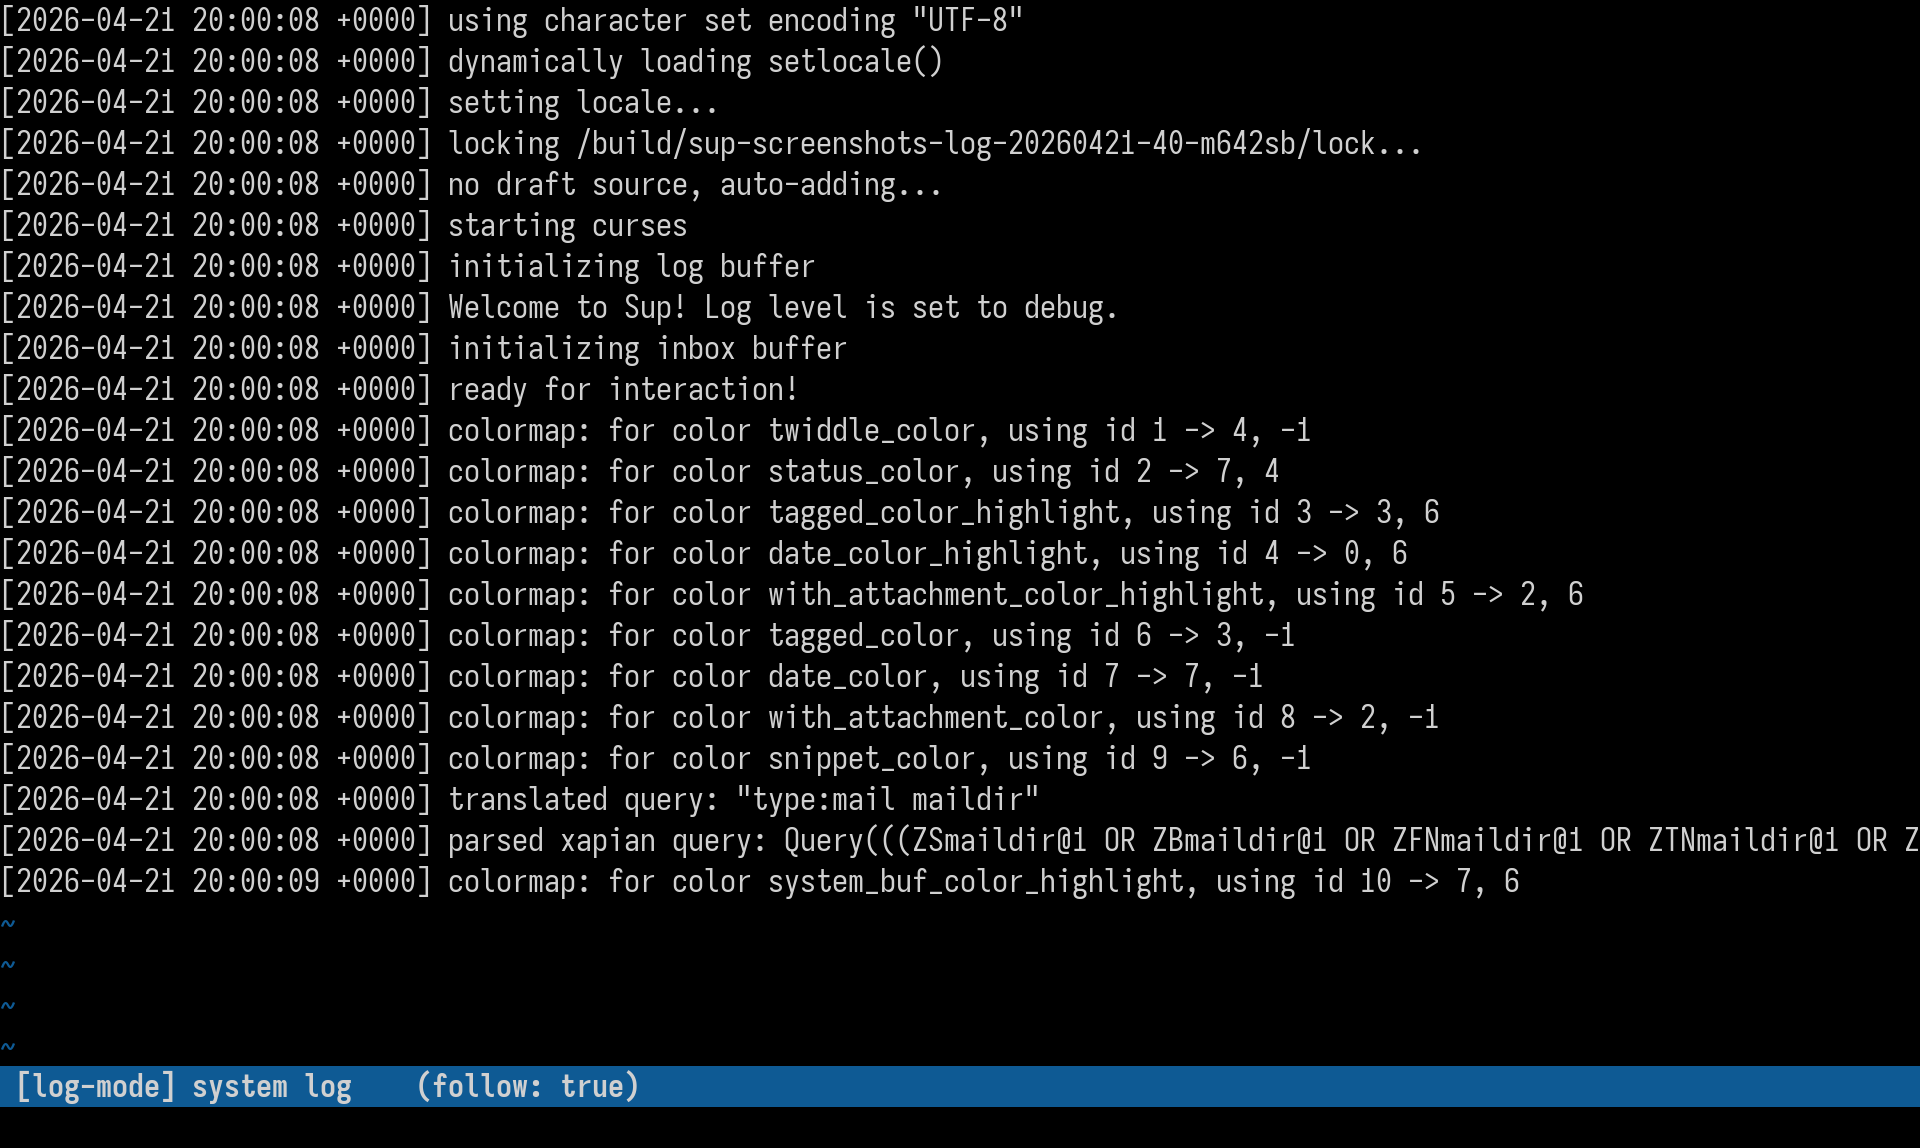 [2026-04-21 20:00:08 +0000] using character set encoding "UTF-8"
[2026-04-21 20:00:08 +0000] dynamically loading setlocale()
[2026-04-21 20:00:08 +0000] setting locale...
[2026-04-21 20:00:08 +0000] locking /build/sup-screenshots-log-20260421-40-m642sb/lock...
[2026-04-21 20:00:08 +0000] no draft source, auto-adding...
[2026-04-21 20:00:08 +0000] starting curses
[2026-04-21 20:00:08 +0000] initializing log buffer
[2026-04-21 20:00:08 +0000] Welcome to Sup! Log level is set to debug.
[2026-04-21 20:00:08 +0000] initializing inbox buffer
[2026-04-21 20:00:08 +0000] ready for interaction!
[2026-04-21 20:00:08 +0000] colormap: for color twiddle_color, using id 1 -> 4, -1
[2026-04-21 20:00:08 +0000] colormap: for color status_color, using id 2 -> 7, 4
[2026-04-21 20:00:08 +0000] colormap: for color tagged_color_highlight, using id 3 -> 3, 6
[2026-04-21 20:00:08 +0000] colormap: for color date_color_highlight, using id 4 -> 0, 6
[2026-04-21 20:00:08 +0000] colormap: for color with_attachment_color_highlight, using id 5 -> 2, 6
[2026-04-21 20:00:08 +0000] colormap: for color tagged_color, using id 6 -> 3, -1
[2026-04-21 20:00:08 +0000] colormap: for color date_color, using id 7 -> 7, -1
[2026-04-21 20:00:08 +0000] colormap: for color with_attachment_color, using id 8 -> 2, -1
[2026-04-21 20:00:08 +0000] colormap: for color snippet_color, using id 9 -> 6, -1
[2026-04-21 20:00:08 +0000] translated query: "type:mail maildir"
[2026-04-21 20:00:08 +0000] parsed xapian query: Query(((ZSmaildir@1 OR ZBmaildir@1 OR ZFNmaildir@1 OR ZTNmaildir@1 OR Z
[2026-04-21 20:00:09 +0000] colormap: for color system_buf_color_highlight, using id 10 -> 7, 6
~
~
~
~
[log-mode] system log    (follow: true)